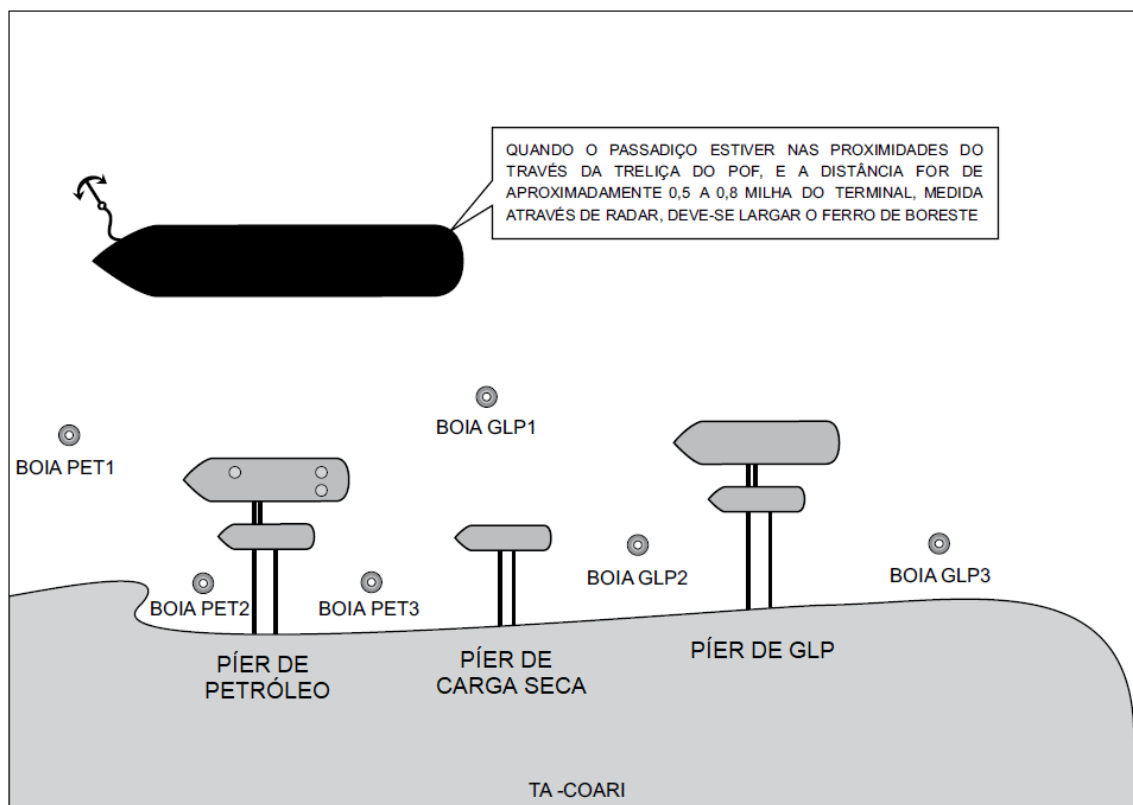 QUANDO O PASSADIÇO ESTIVER NAS PROXIMIDADES DO
TRAVÉS DA TRELIÇA DO POF, E A DISTÂNCIA FOR DE
APROXIMADAMENTE 0,5 A 0,8 MILHA DO TERMINAL, MEDIDA
ATRAVÉS DE RADAR, DEVE-SE LARGAR O FERRO DE BORESTE
BOIA GLP1
BOIA PET1
BOIA GLP2
BOIA GLP3
BOIA PET2
BOIA PET3
PÍER DE
PETRÓLEO
PÍER DE
CARGA SECA
PÍER DE GLP
TA -COARI